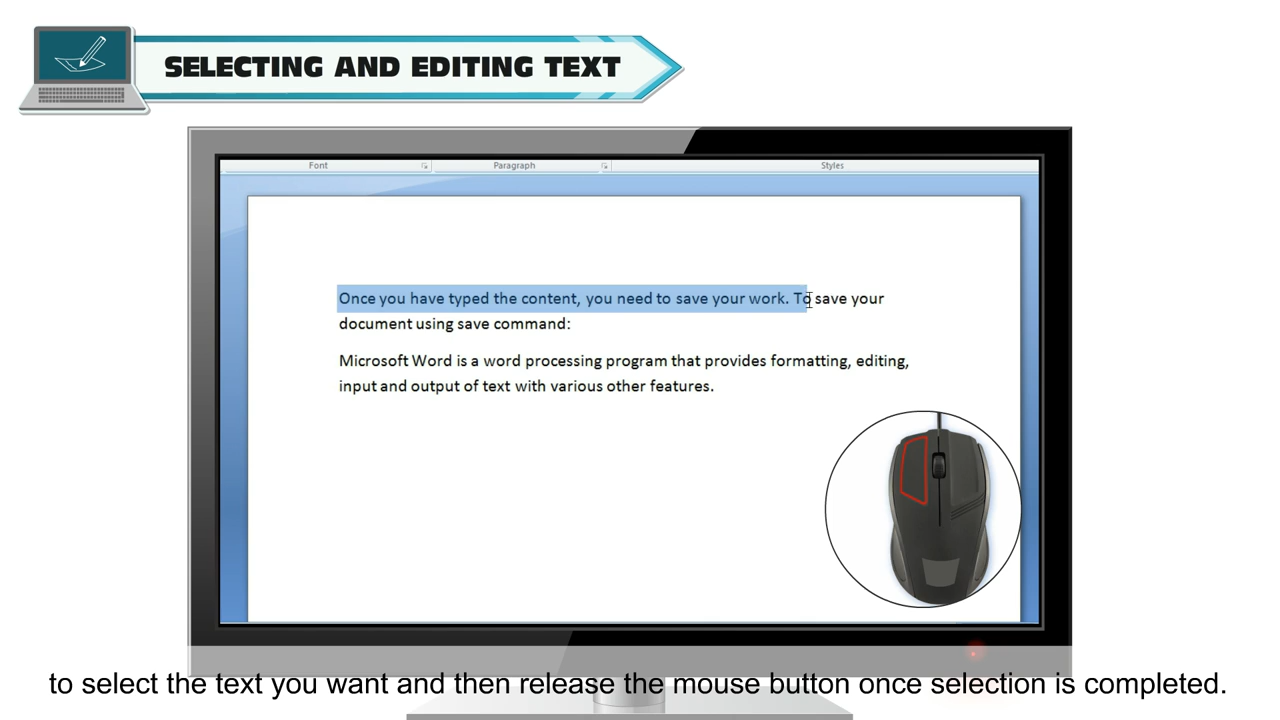 SELECTING AND EDITING TEXT
Font Paragraph Styles
Once you have typed the content, you need to save your work. To save your
document using save command:
Microsoft Word is a word processing program that provides formatting, editing,
input and output of text with various other features.
to select the text you want and then release the mouse button once selection is completed.